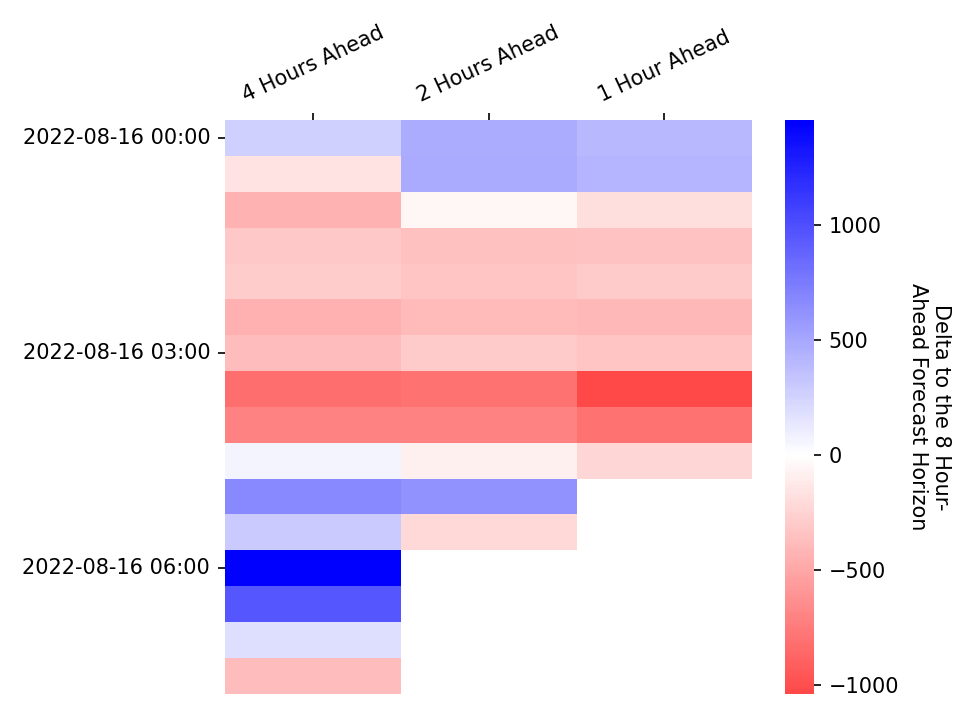 4 Hours Ahead
2 Hours Ahead
1 Hour Ahead
2022-08-16 00:00
2022-08-16 03:00
2022-08-16 06:00
1000
500
0
−500
−1000
Delta to the 8 Hour-
Ahead Forecast Horizon